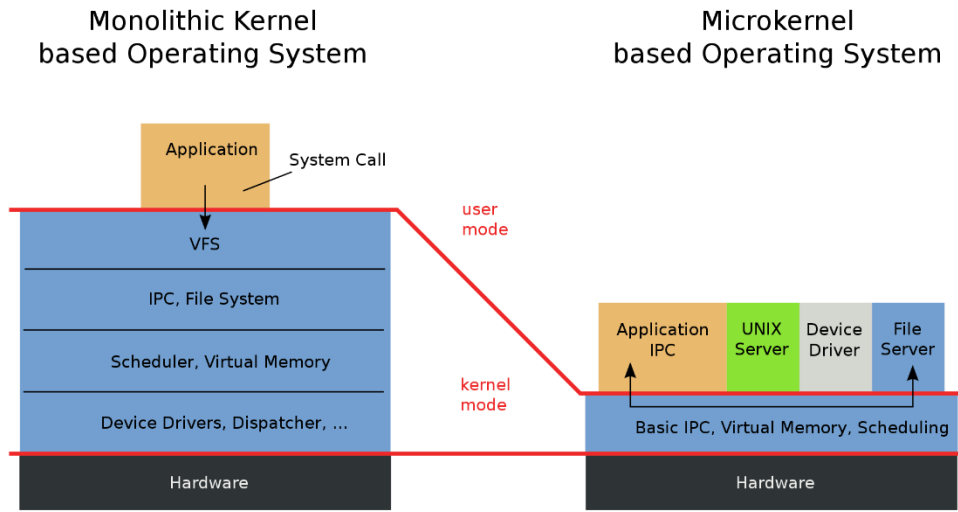 Monolithic Kernel
based Operating System
Microkernel
based Operating System
Application
System Call
user
mode
VFS
IPC, File System
Scheduler, Virtual Memory
Device Drivers, Dispatcher, ...
Hardware
kernel
mode
Application
IPC
UNIX
Server
Device
Driver
File
Server
Basic IPC, Virtual Memory, Scheduling
Hardware